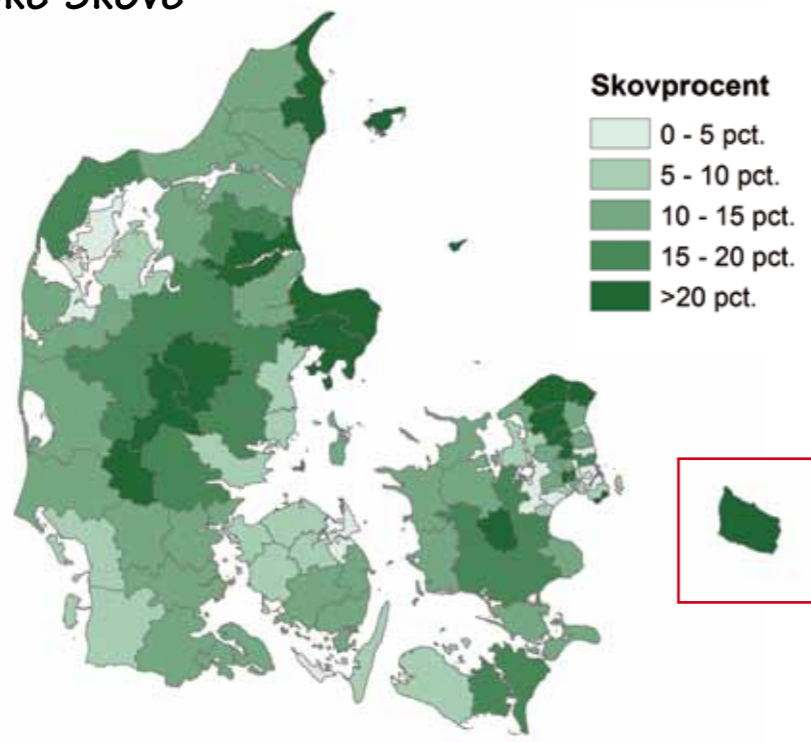 Skovprocent
0 - 5 pct.
5 - 10 pct.
10 - 15 pct.
15 - 20 pct.
>20 pct.